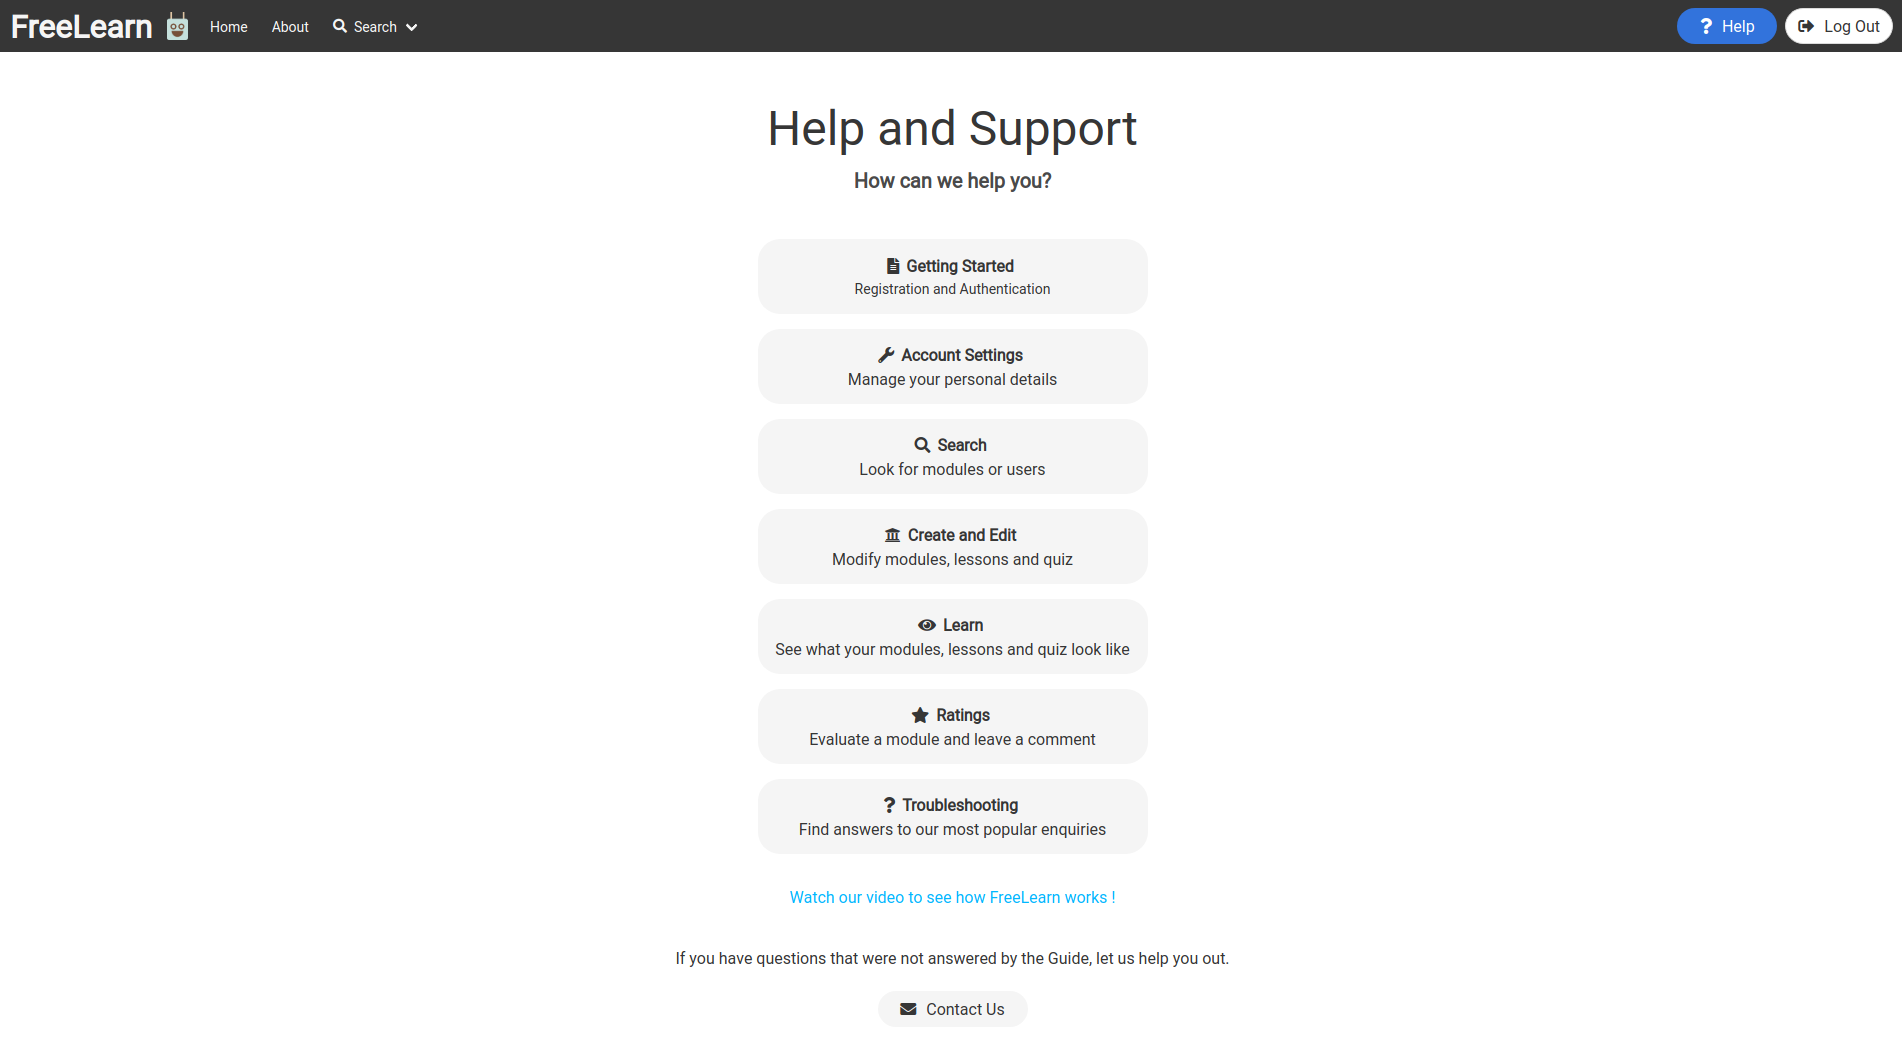 FreeLearn Home About Search Help Log Out
Help and Support
How can we help you?
Getting Started
Registration and Authentication
Account Settings
Manage your personal details
Search
Look for modules or users
Create and Edit
Modify modules, lessons and quiz
Learn
See what your modules, lessons and quiz look like
Ratings
Evaluate a module and leave a comment
Troubleshooting
Find answers to our most popular enquiries
Watch our video to see how FreeLearn works !
If you have questions that were not answered by the Guide, let us help you out.
Contact Us